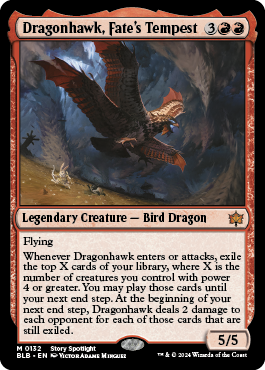 Dragonhawk, Fate's Tempest 3
Legendary Creature — Bird Dragon
Flying
Whenever Dragonhawk enters or attacks, exile
the top X cards of your library, where X is the
number of creatures you control with power
4 or greater. You may play those cards until
your next end step. At the beginning of your
next end step, Dragonhawk deals 2 damage to
each opponent for each of those cards that are
still exiled.
5/5
M 0132 Story Spotlight
BLB • EN Victor Adame Minguez
™ & © 2024 Wizards of the Coast